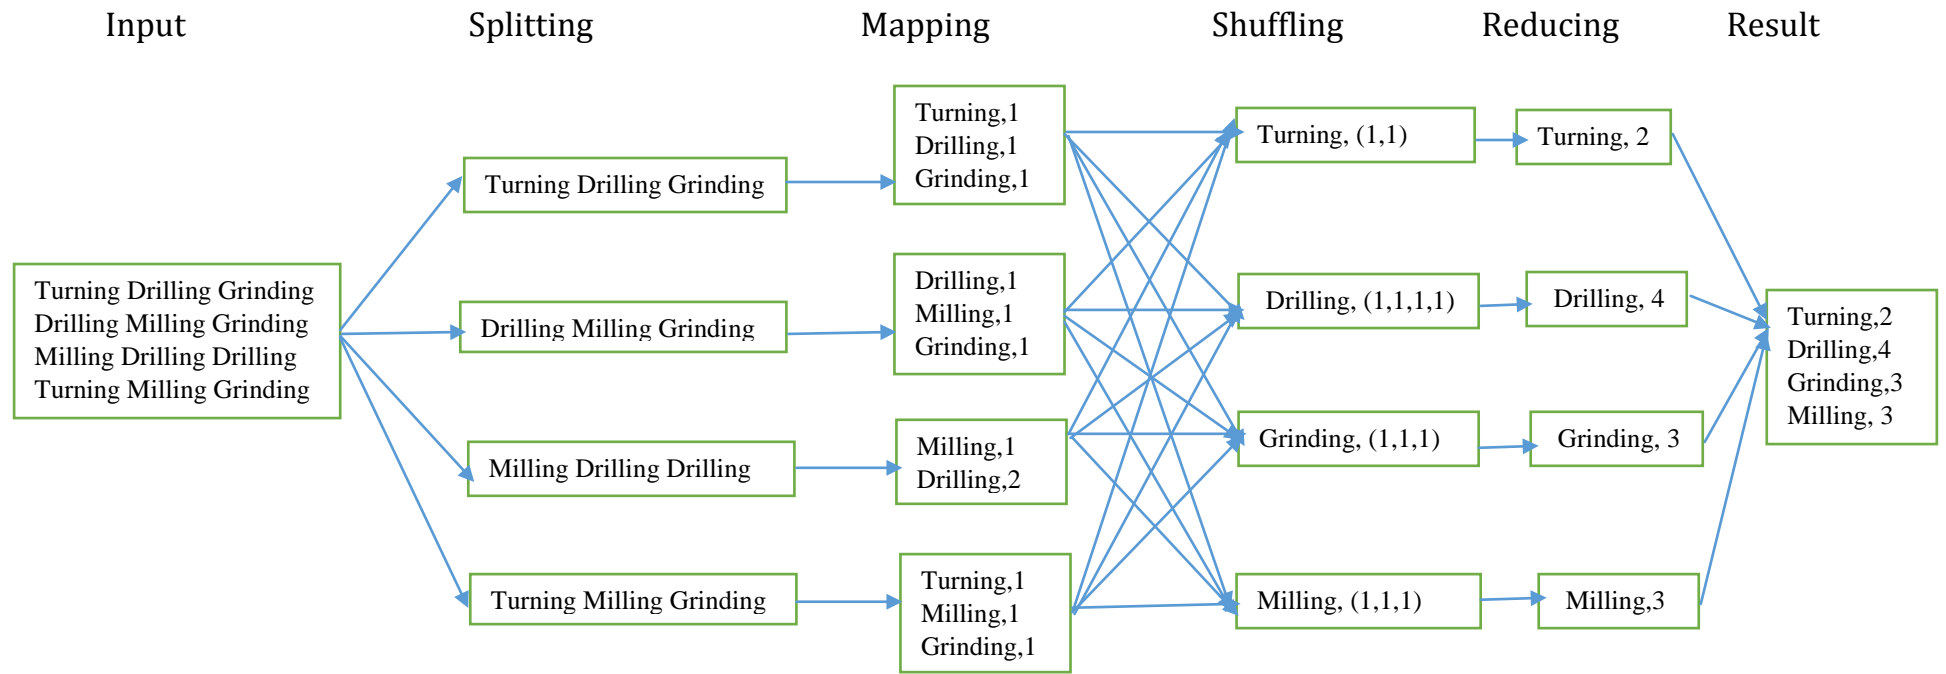 Input Splitting Mapping Shuffling Reducing Result
Turning Drilling Grinding
Drilling Milling Grinding
Milling Drilling Drilling
Turning Milling Grinding
Turning Drilling Grinding
Drilling Milling Grinding
Milling Drilling Drilling
Turning Milling Grinding
Turning,1
Drilling,1
Grinding,1
Drilling,1
Milling,1
Grinding,1
Milling,1
Drilling,2
Turning,1
Milling,1
Grinding,1
Turning, (1,1)
Drilling, (1,1,1,1)
Grinding, (1,1,1)
Milling, (1,1,1)
Turning, 2
Drilling, 4
Grinding, 3
Milling,3
Turning,2
Drilling,4
Grinding,3
Milling, 3